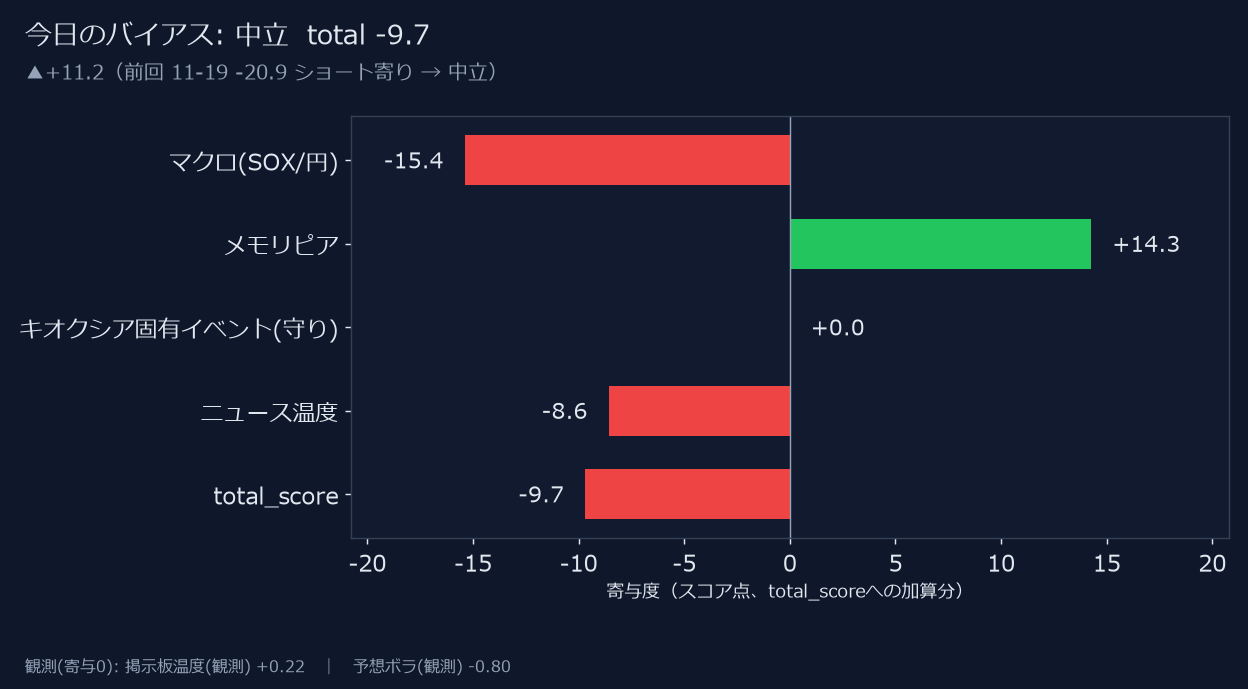 今日のバイアス: 中立  total -9.7
▲+11.2（前回 11-19 -20.9 ショート寄り → 中立）
マクロ(SOX/円)
-15.4
メモリピア
+14.3
キオクシア固有イベント(守り)
+0.0
ニュース温度
-8.6
total_score
-9.7
-20 -15 -10 -5 0 5 10 15 20
寄与度（スコア点、total_scoreへの加算分）
観測(寄与0): 掲示板温度(観測) +0.22 ｜ 予想ボラ(観測) -0.80